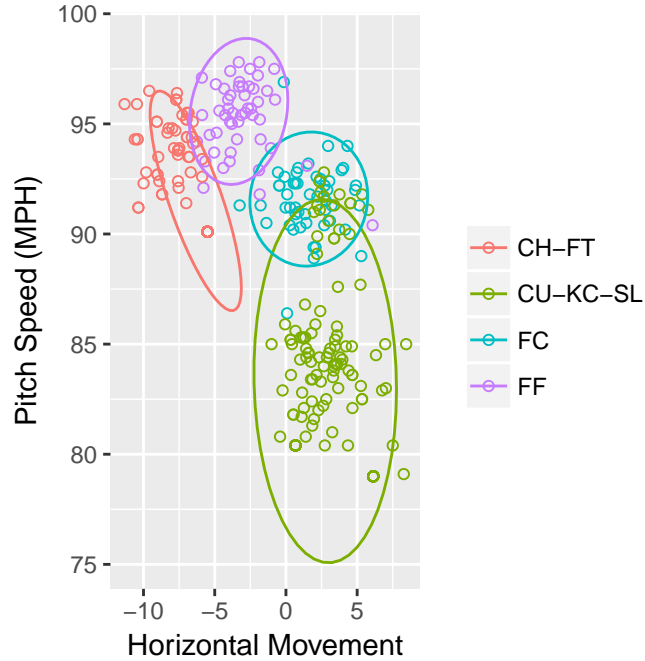 100
95
90
85
80
75
Pitch Speed (MPH)
−10 −5 0 5
Horizontal Movement
CH−FT
CU−KC−SL
FC
FF